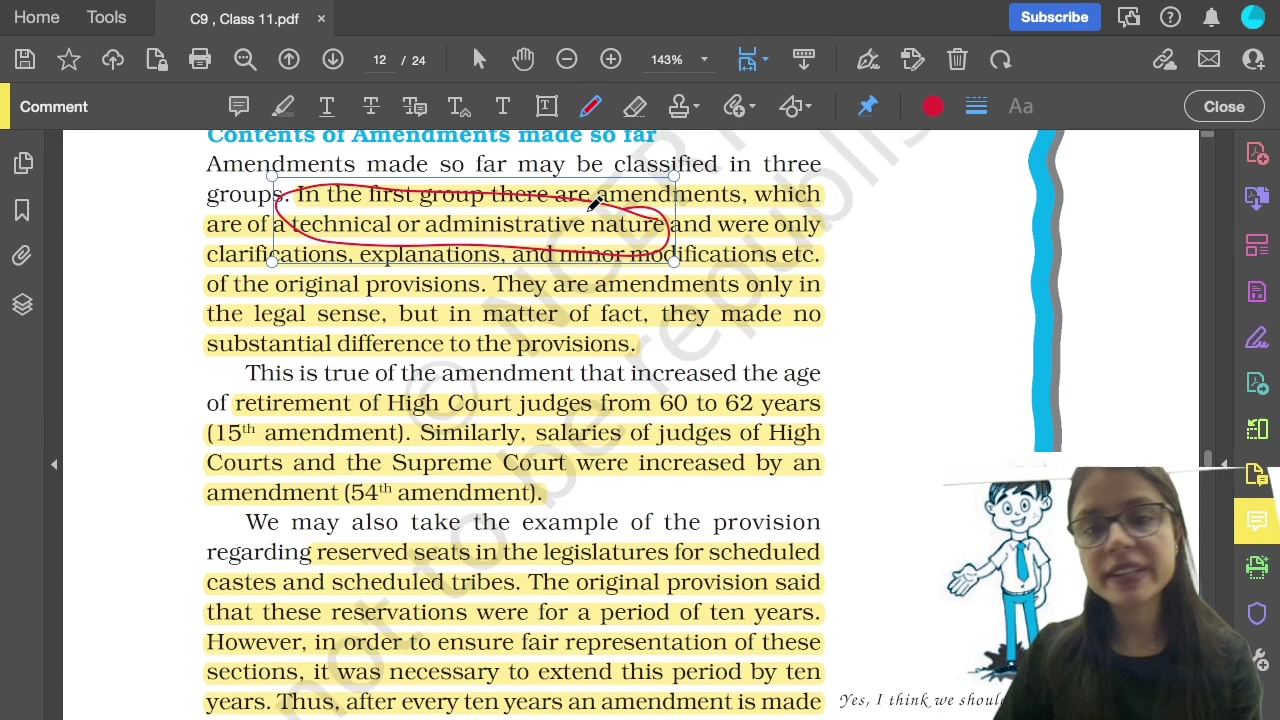 Home Tools C9 , Class 11.pdf × Subscribe
12 / 24 143%
Comment T T T T Aa Close
Contents of Amendments made so far
Amendments made so far may be classified in three
groups. In the first group there are amendments, which
are of a technical or administrative nature and were only
clarifications, explanations, and minor modifications etc.
of the original provisions. They are amendments only in
the legal sense, but in matter of fact, they made no
substantial difference to the provisions.
This is true of the amendment that increased the age
of retirement of High Court judges from 60 to 62 years
(15th amendment). Similarly, salaries of judges of High
Courts and the Supreme Court were increased by an
amendment (54th amendment).
We may also take the example of the provision
regarding reserved seats in the legislatures for scheduled
castes and scheduled tribes. The original provision said
that these reservations were for a period of ten years.
However, in order to ensure fair representation of these
sections, it was necessary to extend this period by ten
years. Thus, after every ten years an amendment is made
Yes, I think we shoul
© NCERT
not to be republis